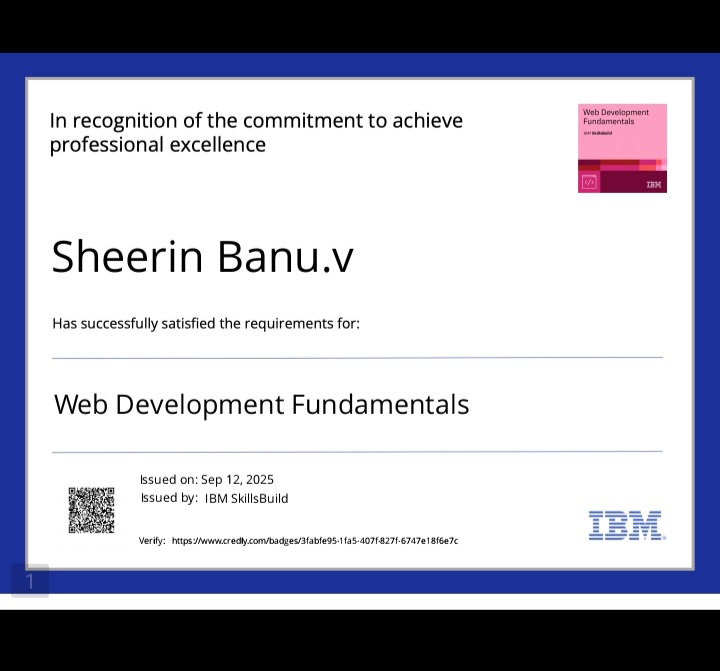 In recognition of the commitment to achieve
professional excellence
Web Development
Fundamentals
IBM SkillsBuild
</>
IBM
Sheerin Banu.v
Has successfully satisfied the requirements for:
Web Development Fundamentals
Issued on: Sep 12, 2025
Issued by: IBM SkillsBuild
Verify: https://www.credly.com/badges/3fabfe95-1fa5-407f-827f-6747e18f6e7c
IBM®
1